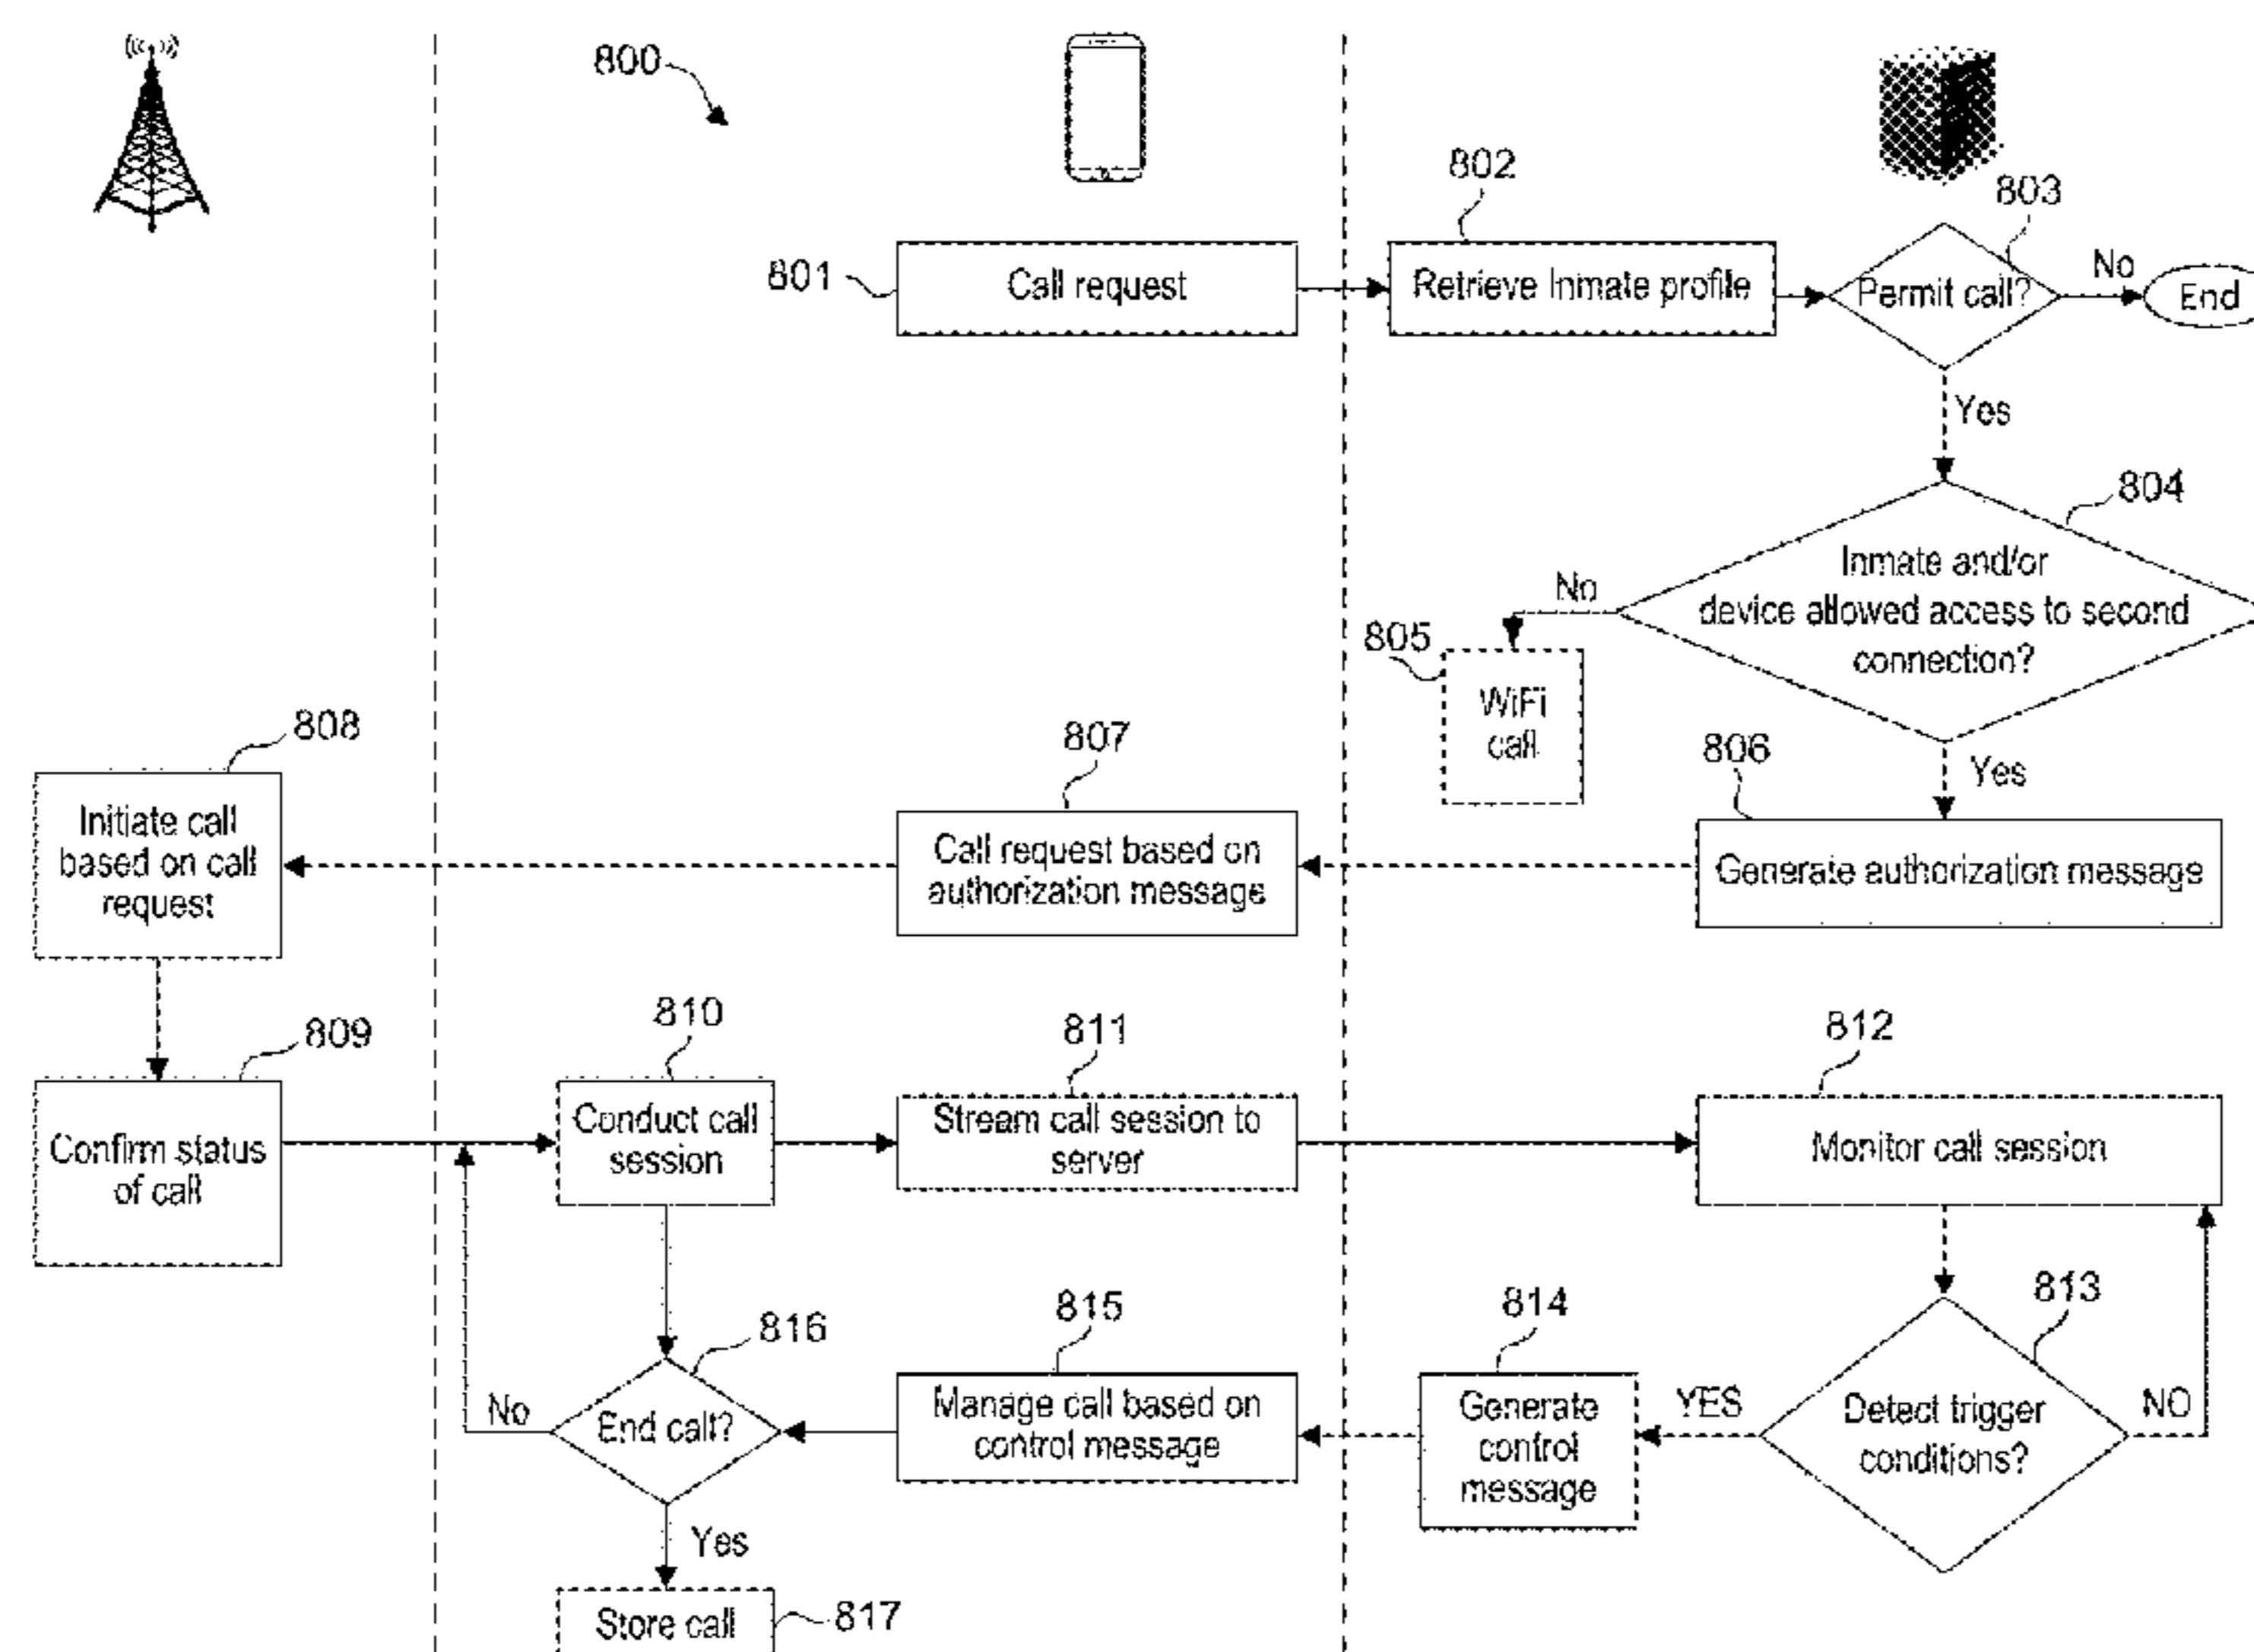 800
802
803
801
Call request
Retrieve Inmate profile
Permit call?
No
End
Yes
804
Inmate and/or
device allowed access to second
connection?
No
805
WiFi
call
808
807
806
Yes
Initiate call
based on call
request
Call request based on
authorization message
Generate authorization message
809
810
811
812
Confirm status
of call
Conduct call
session
Stream call session to
server
Monitor call session
816
815
814
813
No
End call?
Manage call based on
control message
Generate
control
message
YES
Detect trigger
conditions?
NO
Yes
Store call
817